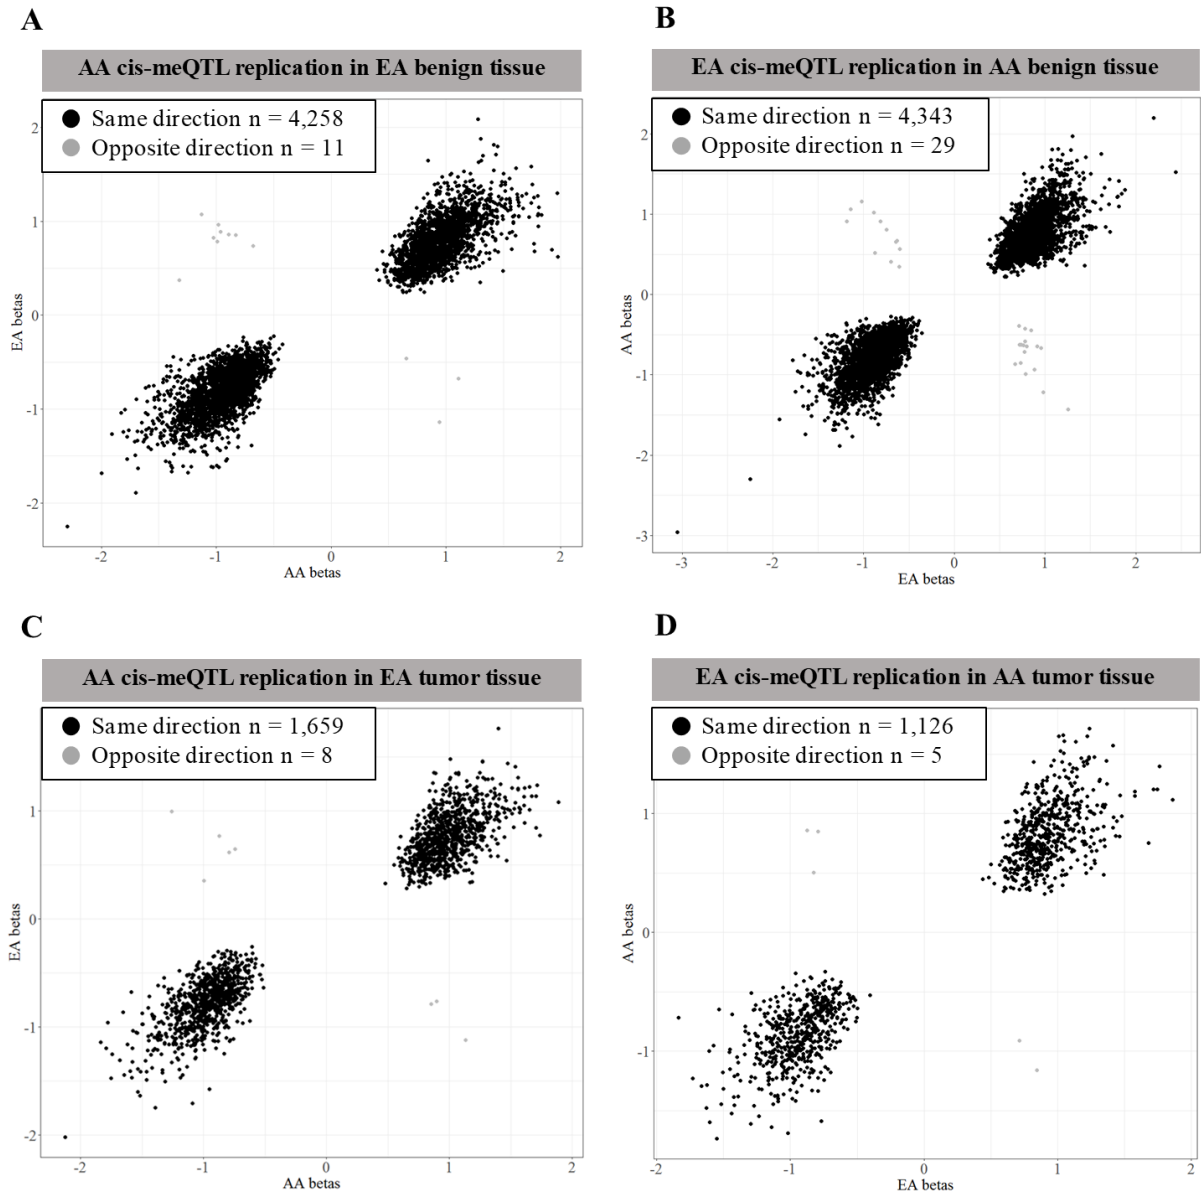 A
AA cis-meQTL replication in EA benign tissue
Same direction n = 4,258
Opposite direction n = 11
2
1
0
-1
-2
EA betas
-2 -1 0 1 2
AA betas
B
EA cis-meQTL replication in AA benign tissue
Same direction n = 4,343
Opposite direction n = 29
2
1
0
-1
-2
-3
AA betas
-3 -2 -1 0 1 2
EA betas
C
AA cis-meQTL replication in EA tumor tissue
Same direction n = 1,659
Opposite direction n = 8
1
0
-1
-2
EA betas
-2 -1 0 1 2
AA betas
D
EA cis-meQTL replication in AA tumor tissue
Same direction n = 1,126
Opposite direction n = 5
1
0
-1
AA betas
-2 -1 0 1 2
EA betas